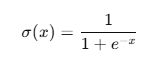 σ(x) = 1 / (1 + e^{-x})